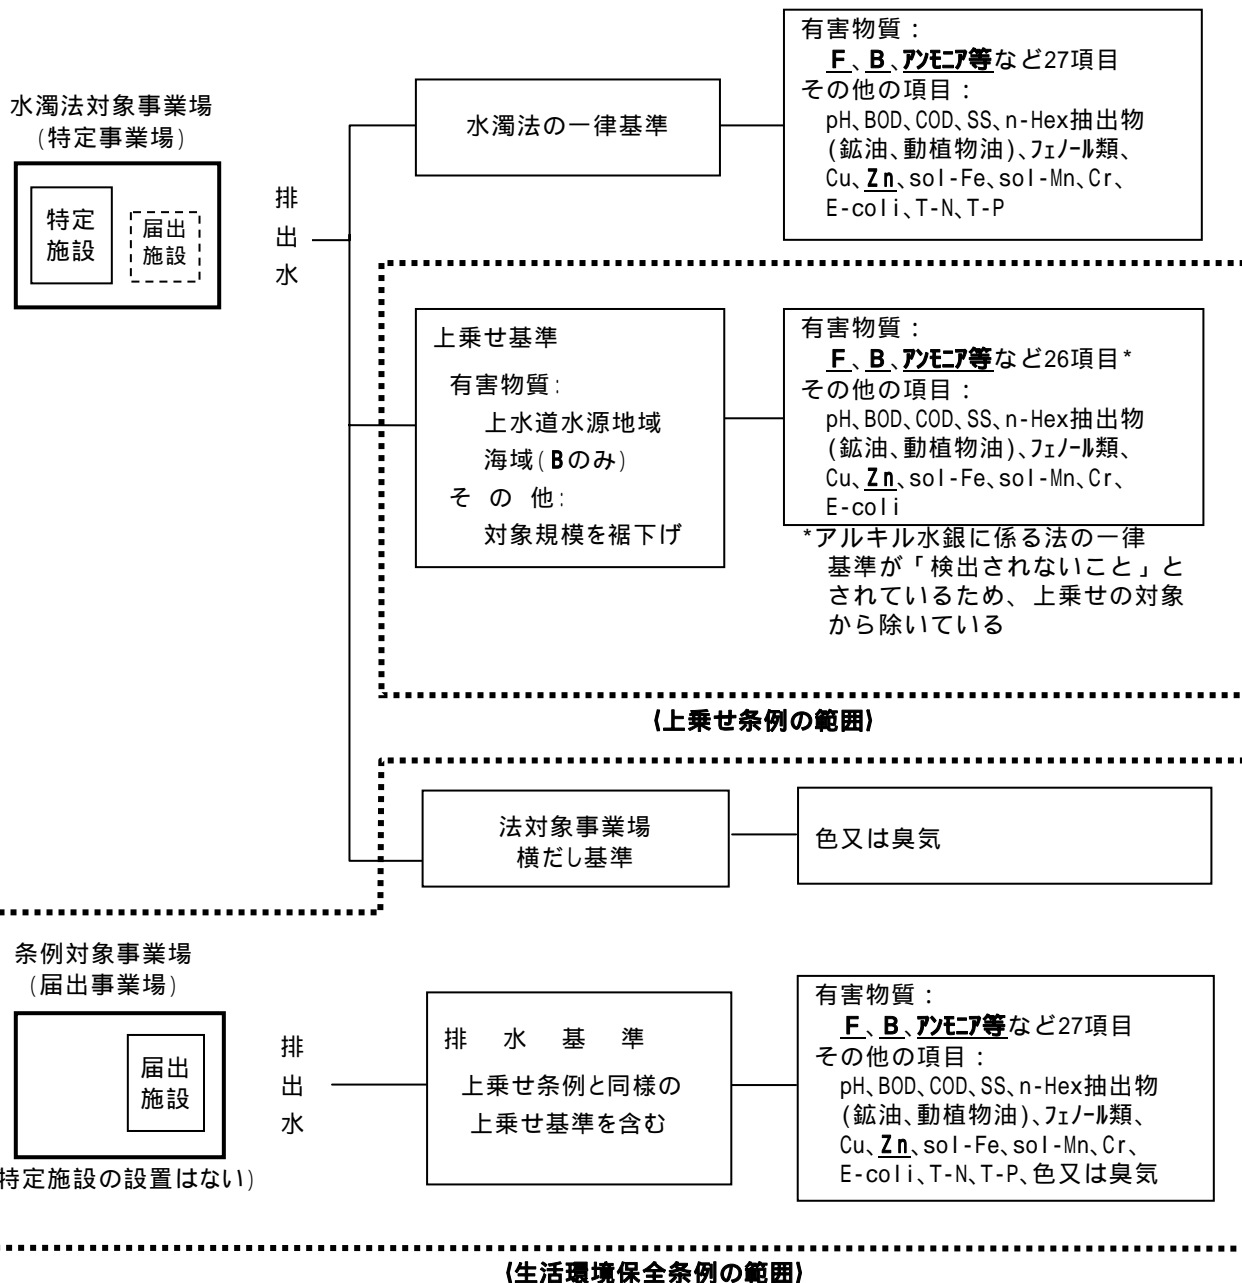 水濁法対象事業場
(特定事業場)
特定
施設
届出
施設
排
出
水
水濁法の一律基準
有害物質：
F、B、アンモニア等など27項目
その他の項目：
pH、BOD、COD、SS、n-Hex抽出物
(鉱油、動植物油)、フェノール類、
Cu、Zn、sol-Fe、sol-Mn、Cr、
E-coli、T-N、T-P
上乗せ基準
有害物質:
上水道水源地域
海域(Bのみ)
そ の 他:
対象規模を裾下げ
有害物質：
F、B、アンモニア等など26項目*
その他の項目：
pH、BOD、COD、SS、n-Hex抽出物
(鉱油、動植物油)、フェノール類、
Cu、Zn、sol-Fe、sol-Mn、Cr、
E-coli
*アルキル水銀に係る法の一律
基準が「検出されないこと」と
されているため、上乗せの対象
から除いている
(上乗せ条例の範囲)
法対象事業場
横だし基準
色又は臭気
条例対象事業場
(届出事業場)
届出
施設
特定施設の設置はない)
排
出
水
排 水 基 準
上乗せ条例と同様の
上乗せ基準を含む
有害物質：
F、B、アンモニア等など27項目
その他の項目：
pH、BOD、COD、SS、n-Hex抽出物
(鉱油、動植物油)、フェノール類、
Cu、Zn、sol-Fe、sol-Mn、Cr、
E-coli、T-N、T-P、色又は臭気
(生活環境保全条例の範囲)